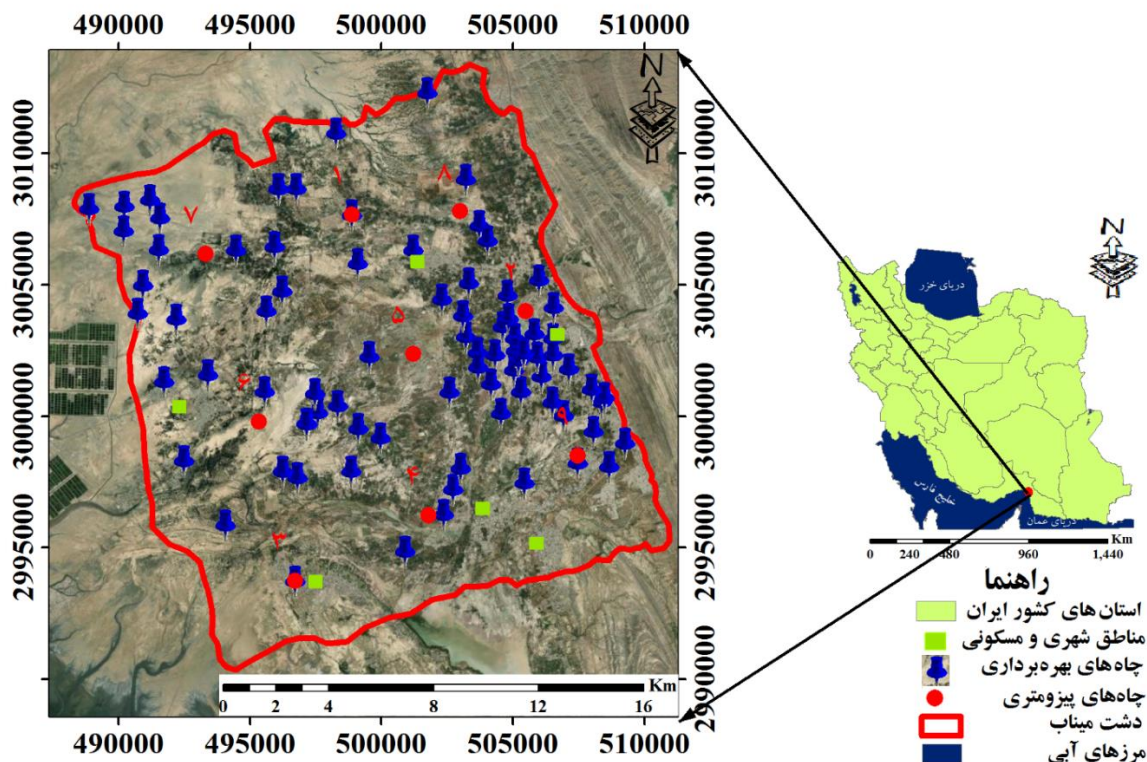 490000 495000 500000 505000 510000
N
3010000
3005000
3000000
2995000
2990000
3010000
3005000
3000000
2995000
2990000
۱
۸
۷
۲
۵
۶
۹
۴
۳
Km
0 2 4 8 12 16
490000 495000 500000 505000 510000
N
دریای خزر
خلیج فارس
دریای عمان
Km
0 240 480 960 1,440
راهنما
استان‌های کشور ایران
مناطق شهری و مسکونی
چاه‌های بهره‌برداری
چاه‌های پیزومتری
دشت میناب
مرزهای آبی